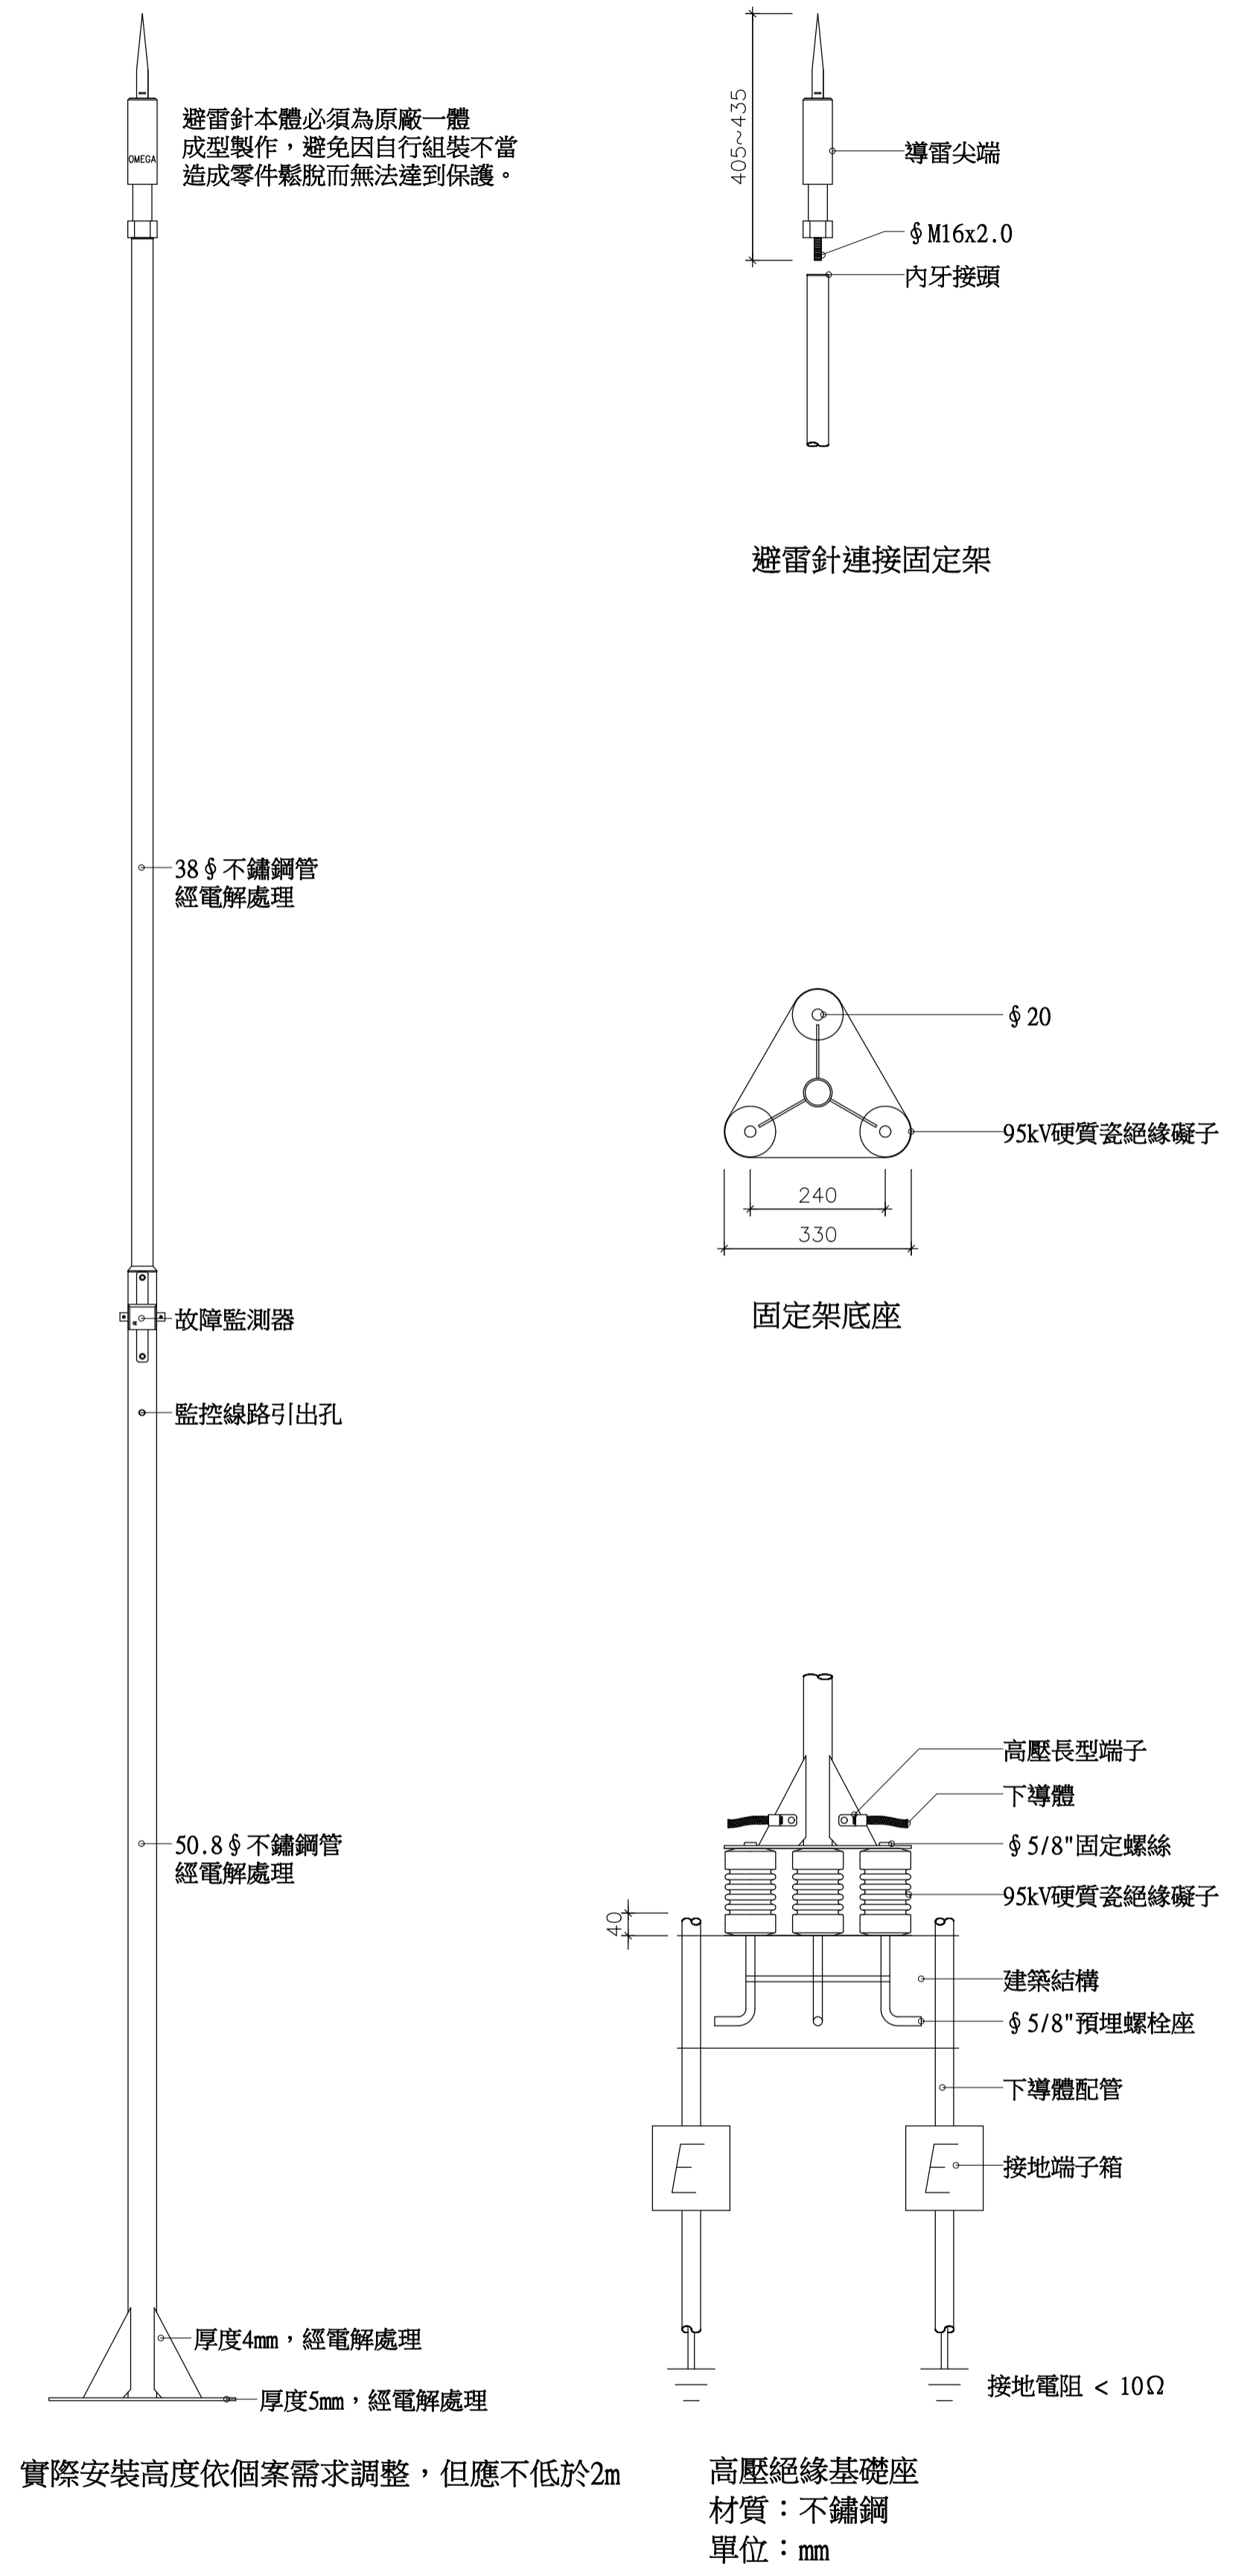 避雷針本體必須為原廠一體
成型製作，避免因自行組裝不當
造成零件鬆脫而無法達到保護。
OMEGA
405~435
導雷尖端
∮M16x2.0
內牙接頭
避雷針連接固定架
38∮不鏽鋼管
經電解處理
∮20
95kV硬質瓷絕緣礙子
240
330
固定架底座
故障監測器
監控線路引出孔
50.8∮不鏽鋼管
經電解處理
高壓長型端子
下導體
∮5/8"固定螺絲
95kV硬質瓷絕緣礙子
40
建築結構
∮5/8"預埋螺栓座
下導體配管
E
E
接地端子箱
厚度4mm，經電解處理
厚度5mm，經電解處理
接地電阻 < 10Ω
實際安裝高度依個案需求調整，但應不低於2m
高壓絕緣基礎座
材質：不鏽鋼
單位：mm